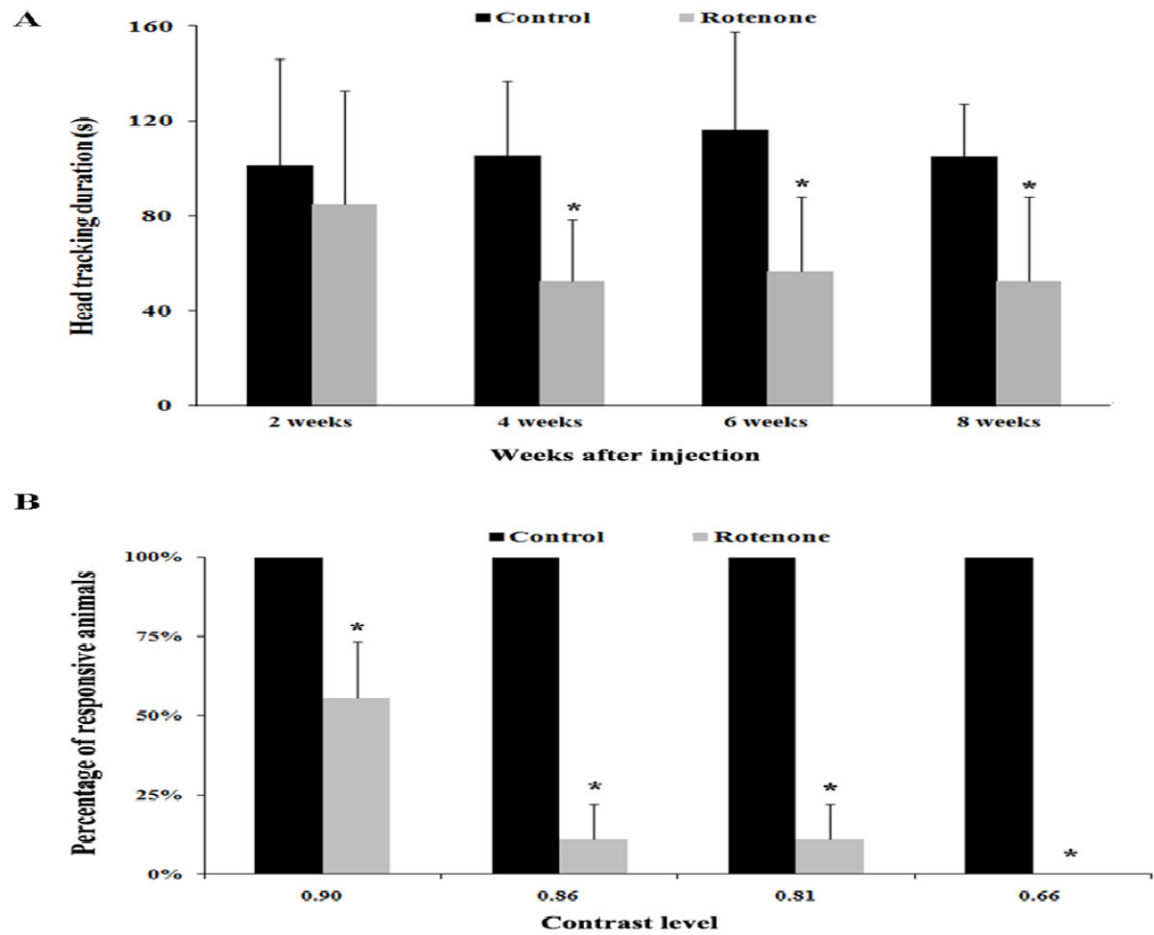 A
Control Rotenone
160
120
80
40
0
Head tracking duration (s)
* * *
2 weeks 4 weeks 6 weeks 8 weeks
Weeks after injection
B
Control Rotenone
100%
75%
50%
25%
0%
Percentage of responsive animals
* * * *
0.90 0.86 0.81 0.66
Contrast level